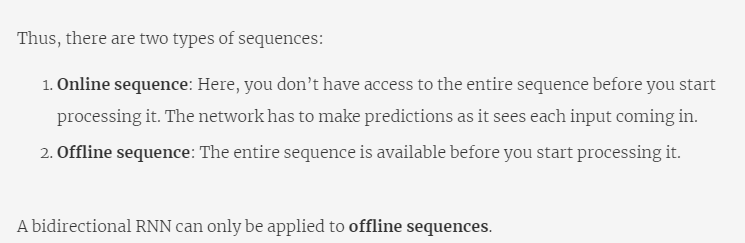 Thus, there are two types of sequences:
1. Online sequence: Here, you don’t have access to the entire sequence before you start
processing it. The network has to make predictions as it sees each input coming in.
2. Offline sequence: The entire sequence is available before you start processing it.
A bidirectional RNN can only be applied to offline sequences.